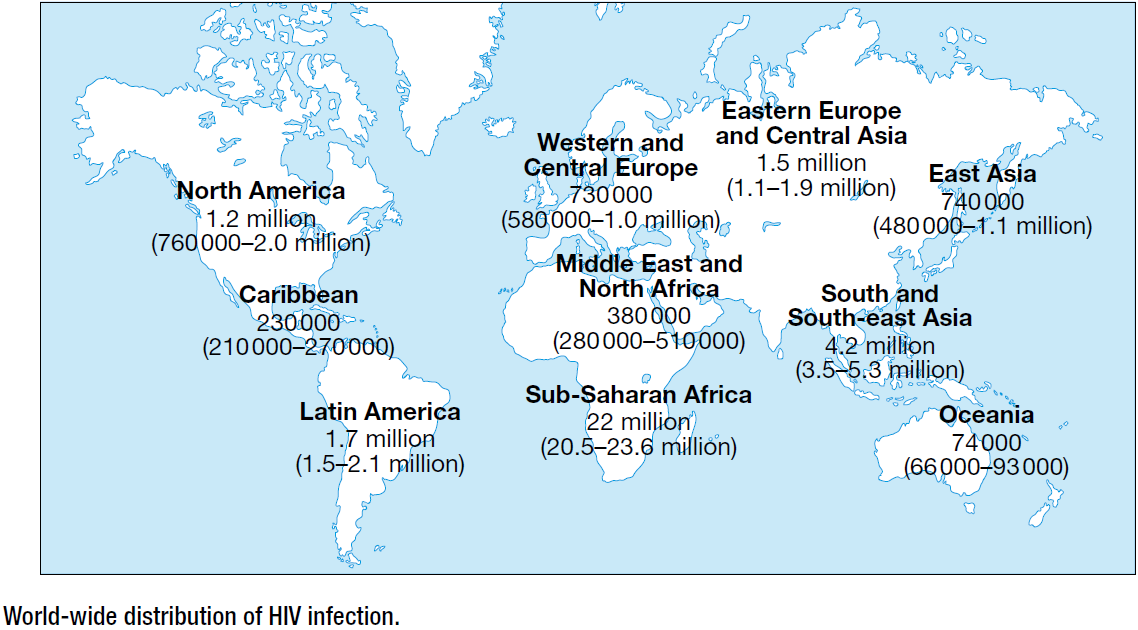 Eastern Europe
and Central Asia
1.5 million
(1.1–1.9 million)
Western and
Central Europe
730 000
(580 000–1.0 million)
East Asia
740 000
(480 000–1.1 million)
North America
1.2 million
(760 000–2.0 million)
Middle East and
North Africa
380 000
(280 000–510 000)
Caribbean
230 000
(210 000–270 000)
South and
South-east Asia
4.2 million
(3.5–5.3 million)
Sub-Saharan Africa
22 million
(20.5–23.6 million)
Latin America
1.7 million
(1.5–2.1 million)
Oceania
74 000
(66 000–93 000)
World-wide distribution of HIV infection.